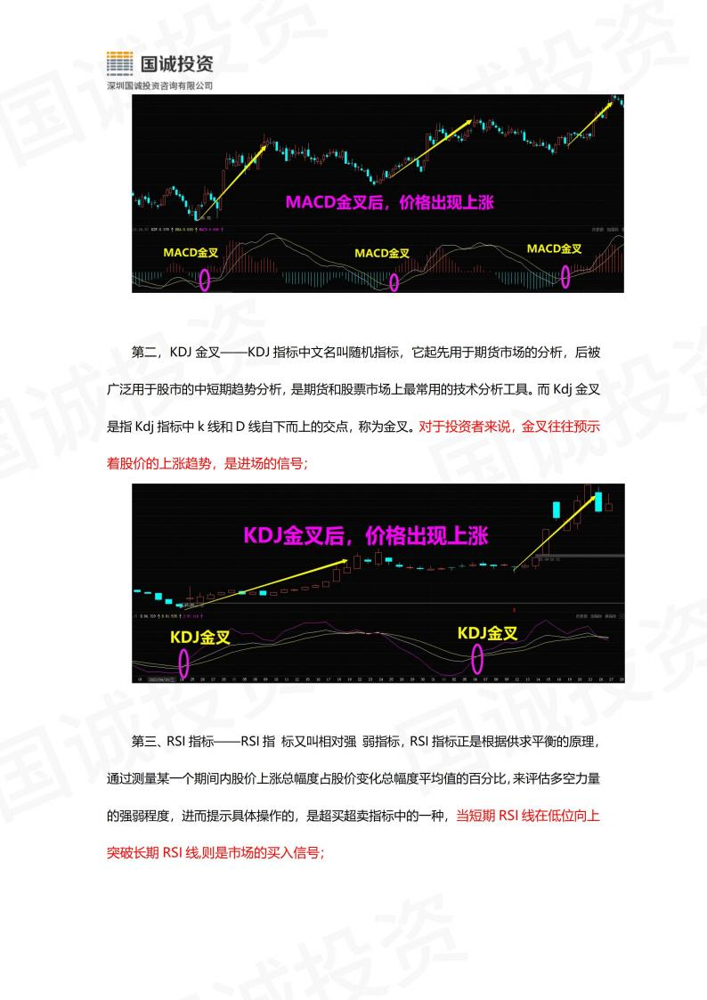 国诚投资
深圳国诚投资咨询有限公司
MACD金叉后，价格出现上涨
MACD金叉
MACD金叉
MACD金叉
第二，KDJ 金叉——KDJ 指标中文名叫随机指标，它起先用于期货市场的分析，后被
广泛用于股市的中短期趋势分析，是期货和股票市场上最常用的技术分析工具。而 Kdj 金叉
是指 Kdj 指标中 k 线和 D 线自下而上的交点，称为金叉。对于投资者来说，金叉往往预示
着股价的上涨趋势，是进场的信号；
KDJ金叉后，价格出现上涨
KDJ金叉
KDJ金叉
第三、RSI 指标——RSI 指 标又叫相对强 弱指标，RSI 指标正是根据供求平衡的原理，
通过测量某一个期间内股价上涨总幅度占股价变化总幅度平均值的百分比，来评估多空力量
的强弱程度，进而提示具体操作的，是超买超卖指标中的一种，当短期 RSI 线在低位向上
突破长期 RSI 线,则是市场的买入信号；